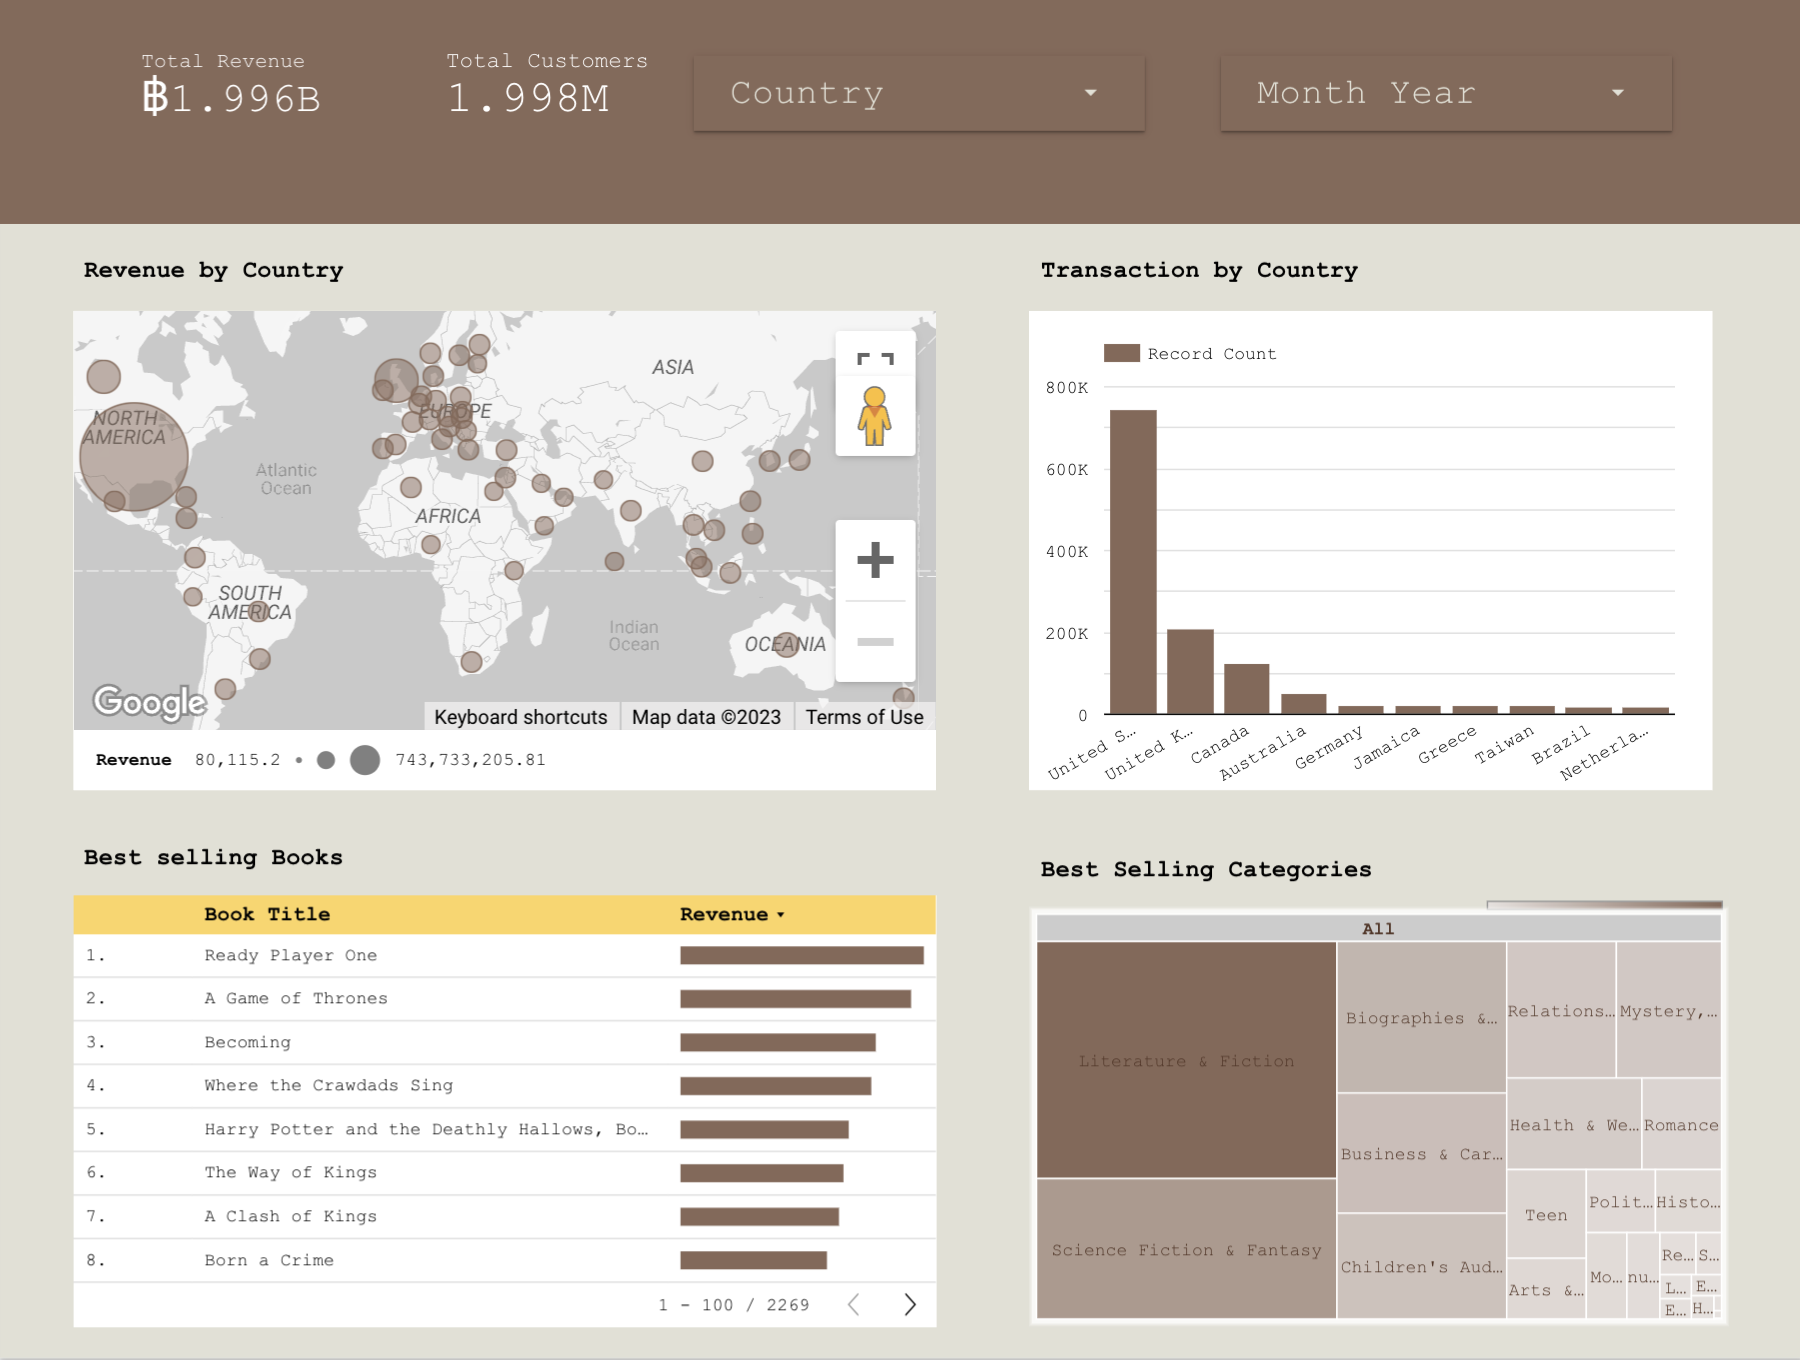 Total Revenue
฿1.996B
Total Customers
1.998M
Country
Month Year
Revenue by Country
NORTH
AMERICA
Atlantic
Ocean
EUROPE
ASIA
AFRICA
SOUTH
AMERICA
Indian
Ocean
OCEANIA
Google
Keyboard shortcuts
Map data ©2023
Terms of Use
Revenue 80,115.2 743,733,205.81
Transaction by Country
Record Count
800K
600K
400K
200K
0
United S…
United K…
Canada
Australia
Germany
Jamaica
Greece
Taiwan
Brazil
Netherla…
Best selling Books
Book Title Revenue
1. Ready Player One
2. A Game of Thrones
3. Becoming
4. Where the Crawdads Sing
5. Harry Potter and the Deathly Hallows, Bo…
6. The Way of Kings
7. A Clash of Kings
8. Born a Crime
1 - 100 / 2269
Best Selling Categories
All
Literature & Fiction
Science Fiction & Fantasy
Biographies &…
Business & Car…
Children's Aud…
Relations…
Mystery,…
Health & We…
Romance
Teen
Polit…
Histo…
Arts &…
Mo…
nu…
Re…
S…
L…
E…
E…
H…